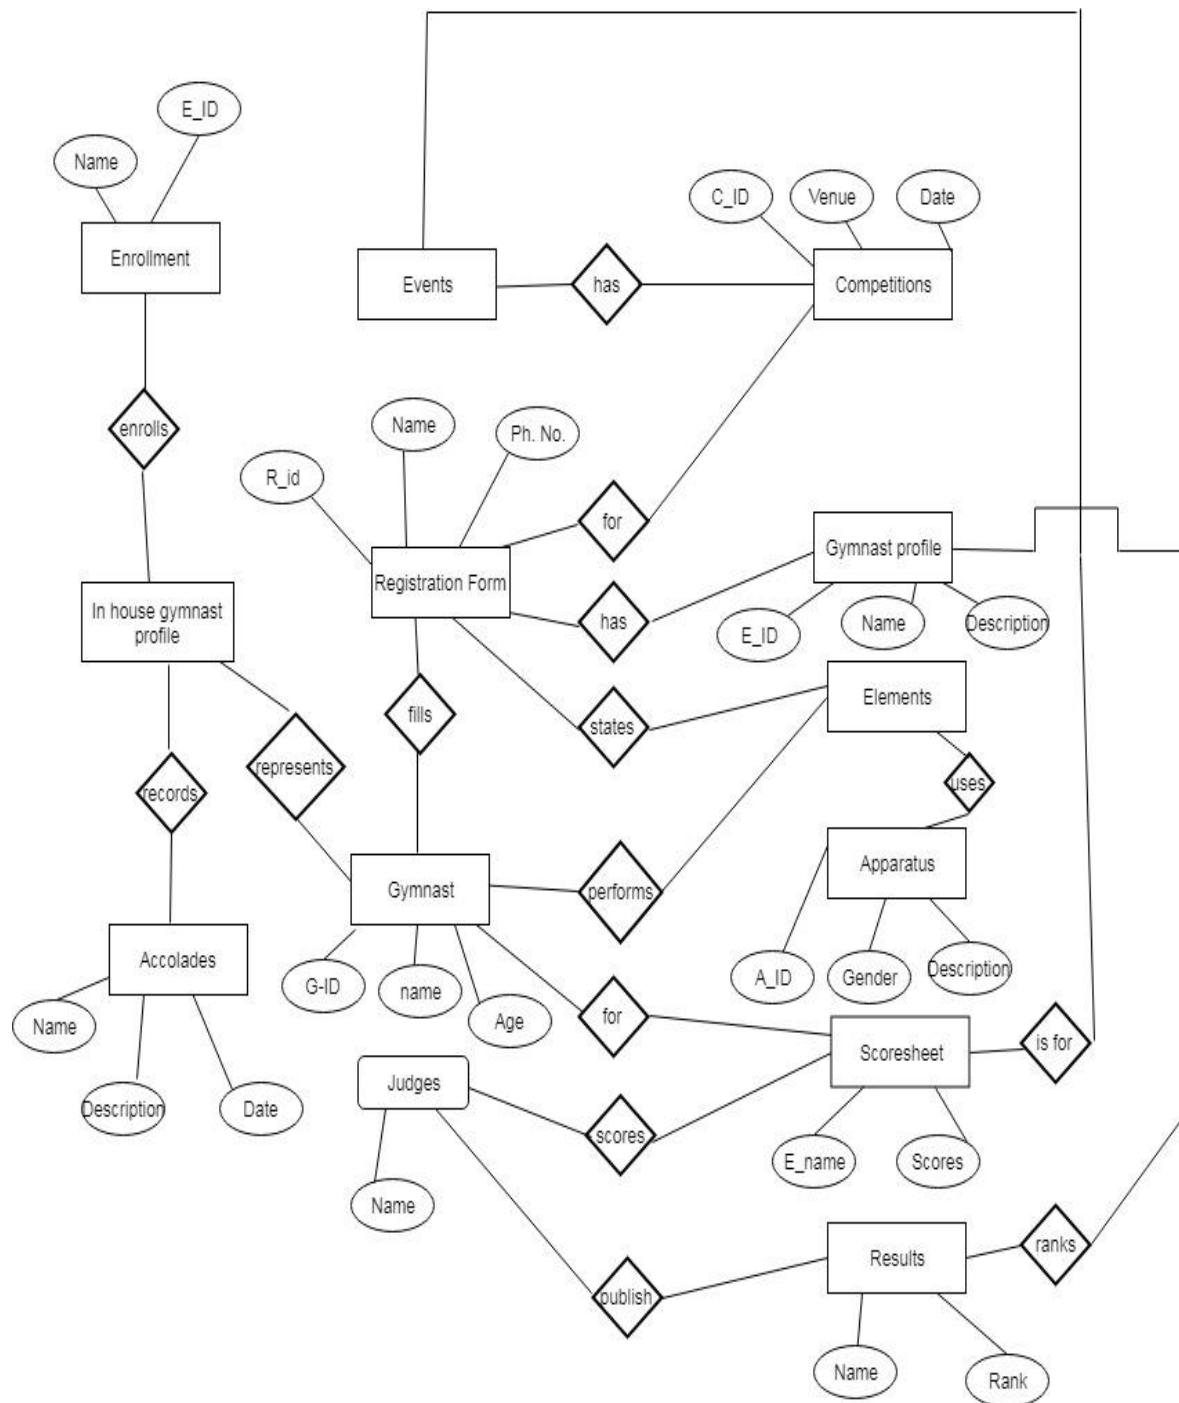 E_ID
Name
Enrollment
C_ID
Venue
Date
Events
has
Competitions
enrolls
Name
Ph. No.
R_id
for
Gymnast profile
Registration Form
has
E_ID
Name
Description
In house gymnast
profile
Elements
fills
states
represents
records
uses
Apparatus
Gymnast
performs
Accolades
G-ID
name
Age
A_ID
Gender
Description
Name
for
Scoresheet
is for
Judges
Description
Date
scores
E_name
Scores
Name
Results
ranks
publish
Name
Rank